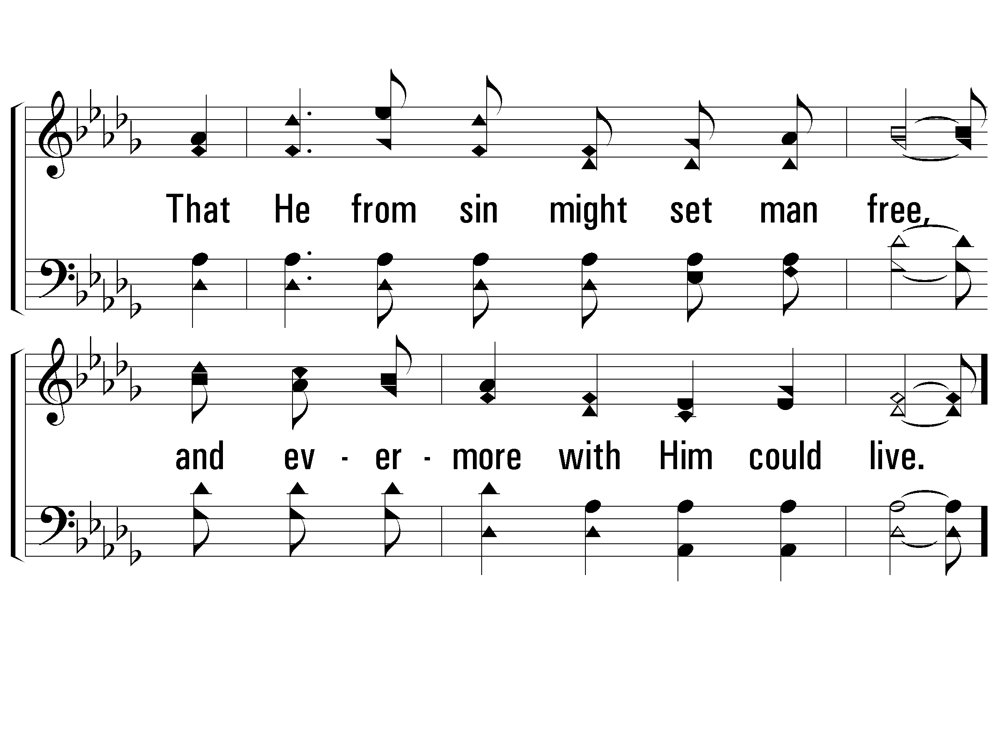 That He from sin might set man free,
and ev - er - more with Him could live.